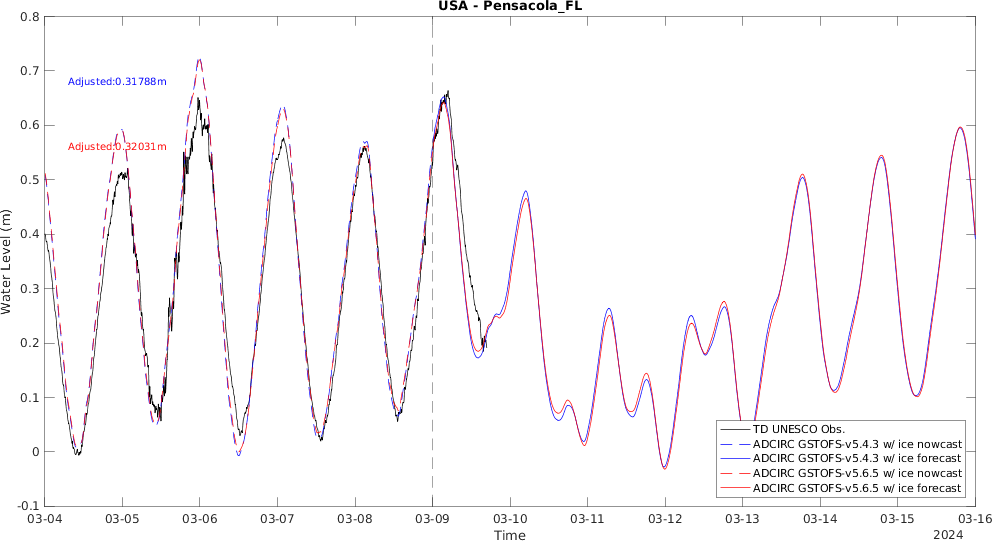 USA - Pensacola_FL
0.8
0.7
0.6
0.5
0.4
0.3
0.2
0.1
0
-0.1
Water Level (m)
Adjusted:0.31788m
Adjusted:0.32031m
TD UNESCO Obs.
ADCIRC GSTOFS-v5.4.3 w/ ice nowcast
ADCIRC GSTOFS-v5.4.3 w/ ice forecast
ADCIRC GSTOFS-v5.6.5 w/ ice nowcast
ADCIRC GSTOFS-v5.6.5 w/ ice forecast
03-04 03-05 03-06 03-07 03-08 03-09 03-10 03-11 03-12 03-13 03-14 03-15 03-16
Time
2024